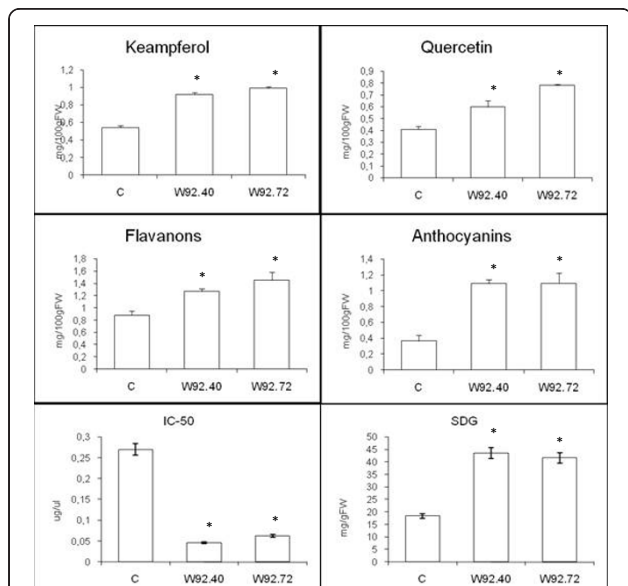 Keampferol
mg/100gFW
1,2
1
0,8
0,6
0,4
0,2
0
*
*
C
W92.40
W92.72
Quercetin
mg/100gFW
0,9
0,8
0,7
0,6
0,5
0,4
0,3
0,2
0,1
0
*
*
C
W92.40
W92.72
Flavanons
mg/100gFW
1,8
1,6
1,4
1,2
1
0,8
0,6
0,4
0,2
0
*
*
C
W92.40
W92.72
Anthocyanins
mg/100gFW
1,4
1,2
1
0,8
0,6
0,4
0,2
0
*
*
C
W92.40
W92.72
IC-50
ug/ul
0,3
0,25
0,2
0,15
0,1
0,05
0
*
*
C
W92.40
W92.72
SDG
mg/gFW
50
45
40
35
30
25
20
15
10
5
0
*
*
C
W92.40
W92.72